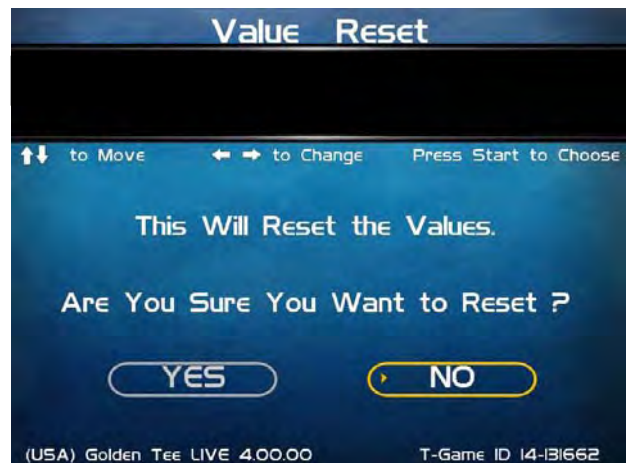 Value Reset
↑↓ to Move ← → to Change Press Start to Choose
This Will Reset the Values.
Are You Sure You Want to Reset ?
YES NO
(USA) Golden Tee LIVE 4.00.00 T-Game ID 14-131662